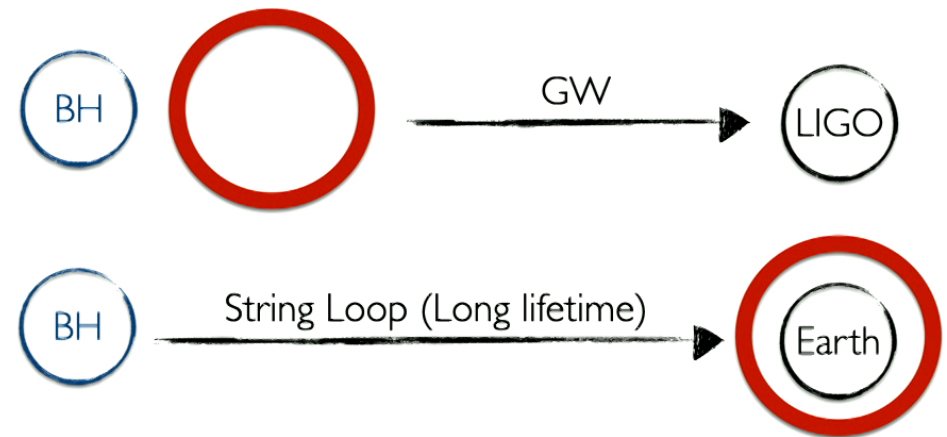 BH
GW
LIGO
BH
String Loop (Long lifetime)
Earth